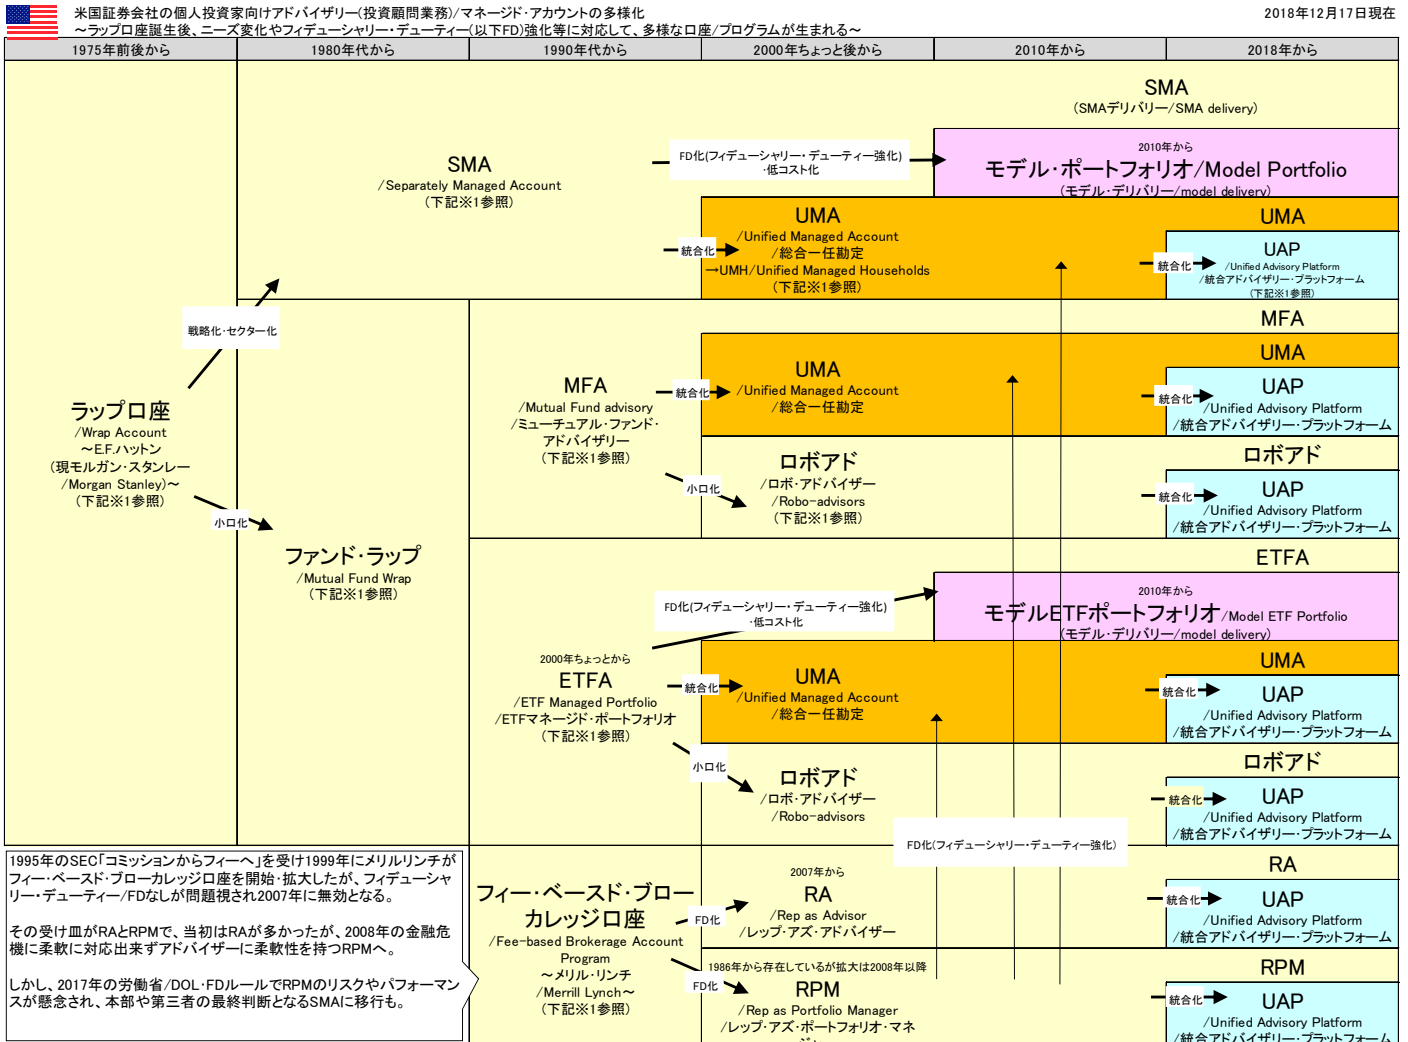 米国証券会社の個人投資家向けアドバイザリー(投資顧問業務)/マネージド・アカウントの多様化
2018年12月17日現在
～ラップ口座誕生後、ニーズ変化やフィデューシャリー・デューティー(以下FD)強化等に対応して、多様な口座/プログラムが生まれる～
1975年前後から
1980年代から
1990年代から
2000年ちょっと後から
2010年から
2018年から
SMA
(SMAデリバリー/SMA delivery)
FD化(フィデューシャリー・デューティー強化)
・低コスト化
2010年から
モデル・ポートフォリオ/Model Portfolio
(モデル・デリバリー/model delivery)
SMA
/Separately Managed Account
(下記※1参照)
統合化
UMA
/Unified Managed Account
/総合一任勘定
→UMH/Unified Managed Households
(下記※1参照)
UMA
統合化
UAP
/Unified Advisory Platform
/統合アドバイザリー・プラットフォーム
(下記※1参照)
戦略化・セクター化
ラップ口座
/Wrap Account
～E.F.ハットン
(現モルガン・スタンレー
/Morgan Stanley)～
(下記※1参照)
小口化
ファンド・ラップ
/Mutual Fund Wrap
(下記※1参照)
MFA
MFA
/Mutual Fund advisory
/ミューチュアル・ファンド・
アドバイザリー
(下記※1参照)
統合化
UMA
/Unified Managed Account
/総合一任勘定
UMA
統合化
UAP
/Unified Advisory Platform
/統合アドバイザリー・プラットフォーム
小口化
ロボアド
/ロボ・アドバイザー
/Robo-advisors
(下記※1参照)
ロボアド
統合化
UAP
/Unified Advisory Platform
/統合アドバイザリー・プラットフォーム
ETFA
FD化(フィデューシャリー・デューティー強化)
・低コスト化
2010年から
モデルETFポートフォリオ/Model ETF Portfolio
(モデル・デリバリー/model delivery)
2000年ちょっとから
ETFA
/ETF Managed Portfolio
/ETFマネージド・ポートフォリオ
(下記※1参照)
統合化
UMA
/Unified Managed Account
/総合一任勘定
UMA
統合化
UAP
/Unified Advisory Platform
/統合アドバイザリー・プラットフォーム
小口化
ロボアド
/ロボ・アドバイザー
/Robo-advisors
ロボアド
統合化
UAP
/Unified Advisory Platform
/統合アドバイザリー・プラットフォーム
FD化(フィデューシャリー・デューティー強化)
1995年のSEC「コミッションからフィーへ」を受け1999年にメリルリンチが
フィー・ベースド・ブローカレッジ口座を開始・拡大したが、フィデューシャ
リー・デューティー/FDなしが問題視され2007年に無効となる。
その受け皿がRAとRPMで、当初はRAが多かったが、2008年の金融危
機に柔軟に対応出来ずアドバイザーに柔軟性を持つRPMへ。
しかし、2017年の労働省/DOL・FDルールでRPMのリスクやパフォーマン
スが懸念され、本部や第三者の最終判断となるSMAに移行も。
フィー・ベースド・ブロー
カレッジ口座
/Fee-based Brokerage Account
Program
～メリル・リンチ
/Merrill Lynch～
(下記※1参照)
FD化
2007年から
RA
/Rep as Advisor
/レップ・アズ・アドバイザー
RA
統合化
UAP
/Unified Advisory Platform
/統合アドバイザリー・プラットフォーム
FD化
1986年から存在しているが拡大は2008年以降
RPM
/Rep as Portfolio Manager
/レップ・アズ・ポートフォリオ・マネ
RPM
統合化
UAP
/Unified Advisory Platform
/統合アドバイザリー・プラットフォーム